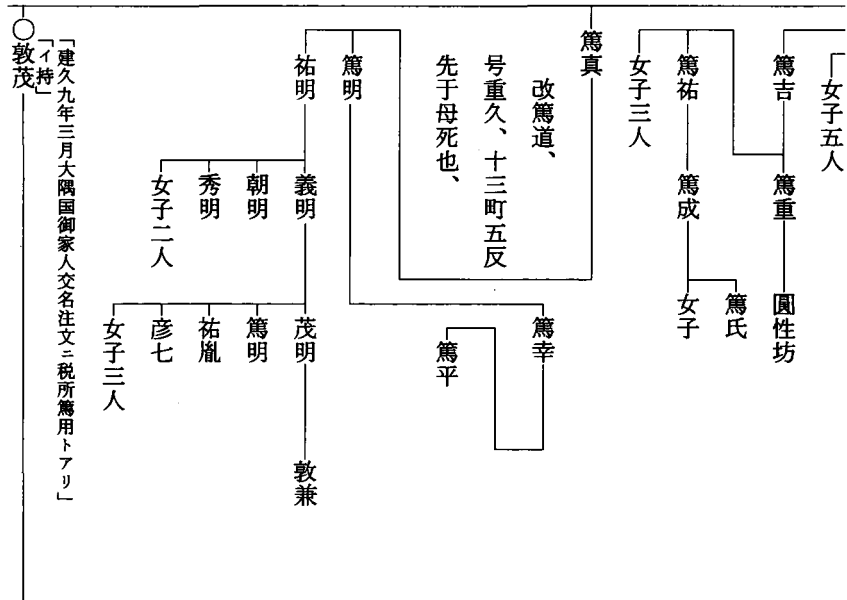 女子五人
篤吉
篤重
圓性坊
篤祐
篤成
篤氏
女子
女子三人
篤真
改篤道、
号重久、十三町五反
先于母死也、
篤明
篤幸
篤平
祐明
義明
茂明
敦兼
篤明
祐胤
彦七
女子三人
朝明
秀明
女子二人
「建久九年三月大隅国御家人交名注文ニ税所篤用トアリ」
「イ持」
○敦茂